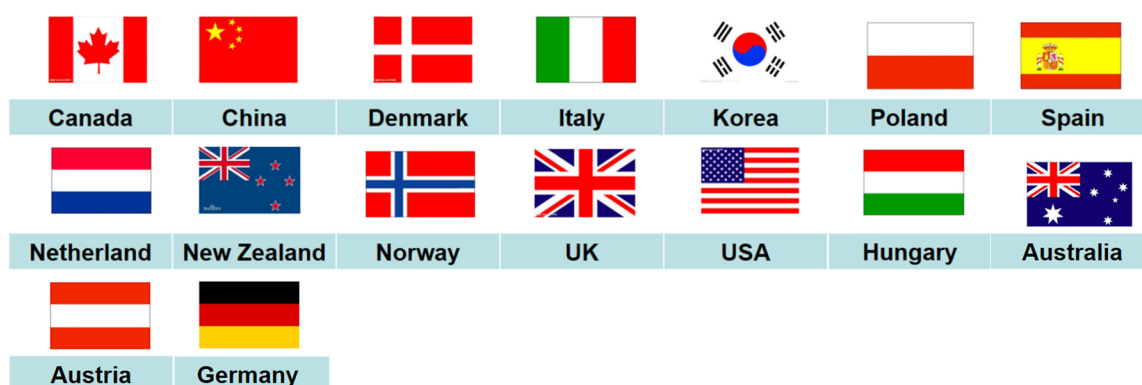 Canada China Denmark Italy Korea Poland Spain
Netherland New Zealand Norway UK USA Hungary Australia
Austria Germany